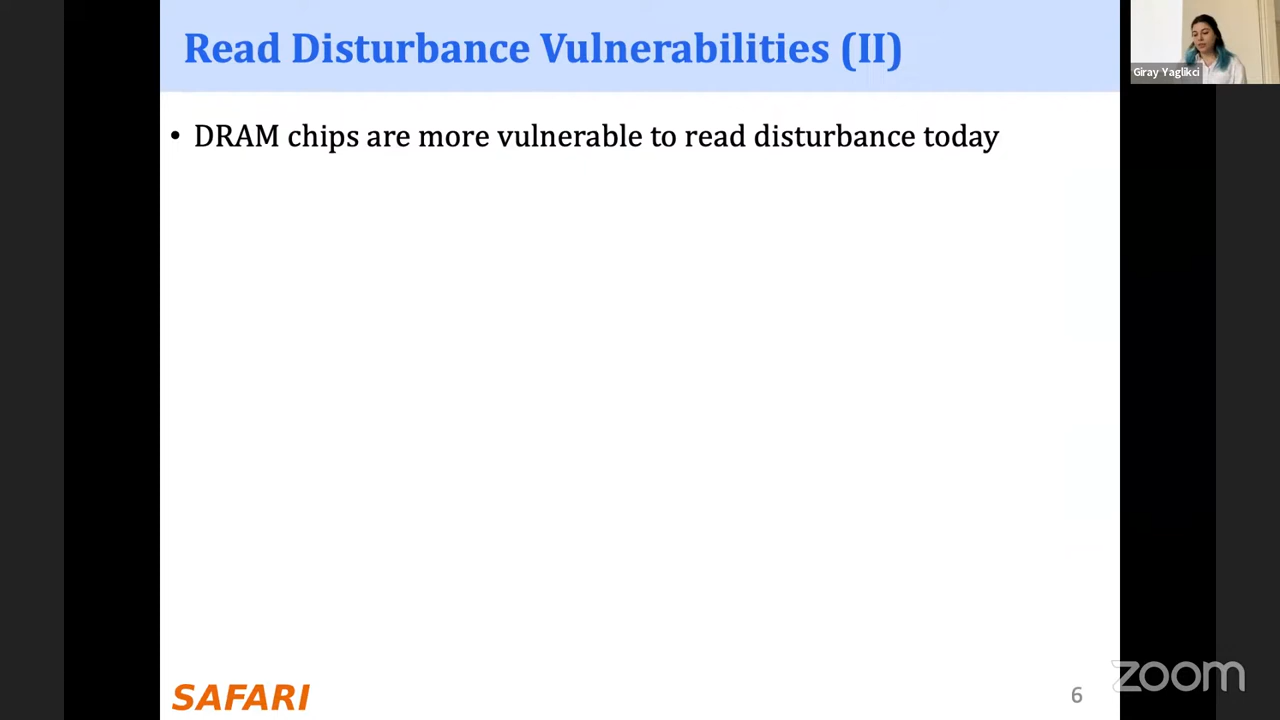 Read Disturbance Vulnerabilities (II)
Giray Yaglikci
• DRAM chips are more vulnerable to read disturbance today
SAFARI
6
zoom